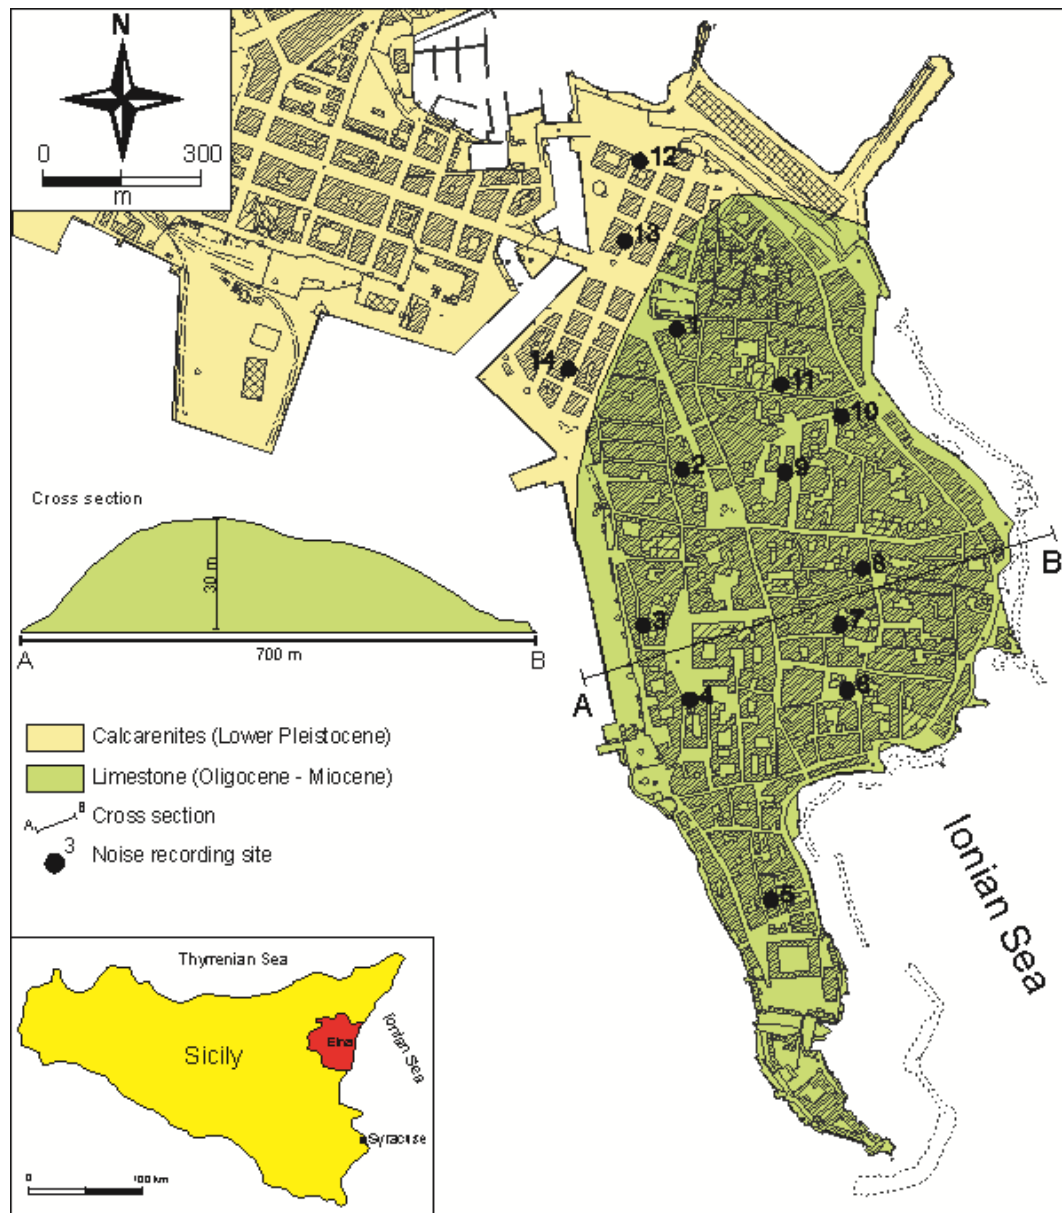 N
0 300
m
12
13
1
14
11
10
2
9
Cross section
B
8
30 m
3
7
A B
700 m
A
4
6
Calcarenites (Lower Pleistocene)
Limestone (Oligocene - Miocene)
A B Cross section
3 Noise recording site
Ionian Sea
5
Thyrrenian Sea
Ionian Sea
Etna
Sicily
Syracuse
0 100 km